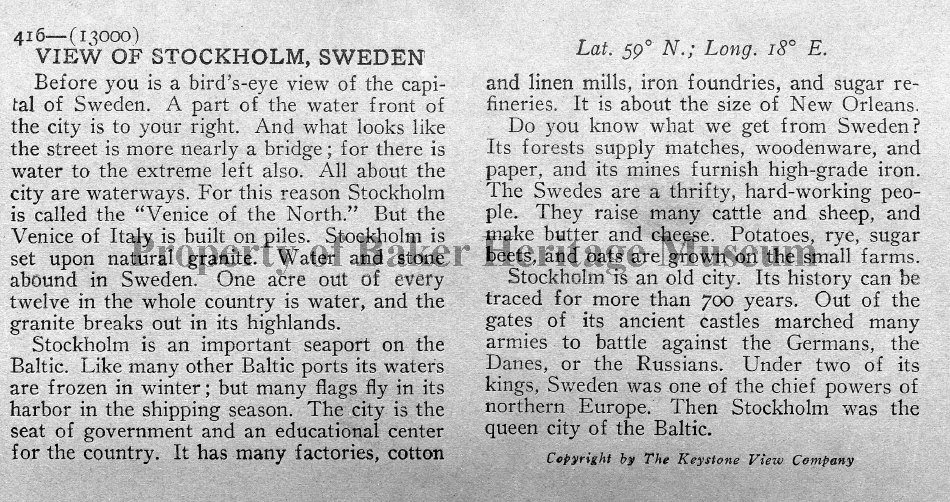 416—(13000)
VIEW OF STOCKHOLM, SWEDEN
Before you is a bird's-eye view of the capi-
tal of Sweden. A part of the water front of
the city is to your right. And what looks like
the street is more nearly a bridge; for there is
water to the extreme left also. All about the
city are waterways. For this reason Stockholm
is called the "Venice of the North." But the
Venice of Italy is built on piles. Stockholm is
set upon natural granite. Water and stone
abound in Sweden. One acre out of every
twelve in the whole country is water, and the
granite breaks out in its highlands.
Stockholm is an important seaport on the
Baltic. Like many other Baltic ports its waters
are frozen in winter; but many flags fly in its
harbor in the shipping season. The city is the
seat of government and an educational center
for the country. It has many factories, cotton
Lat. 59° N.; Long. 18° E.
and linen mills, iron foundries, and sugar re-
fineries. It is about the size of New Orleans.
Do you know what we get from Sweden?
Its forests supply matches, woodenware, and
paper, and its mines furnish high-grade iron.
The Swedes are a thrifty, hard-working peo-
ple. They raise many cattle and sheep, and
make butter and cheese. Potatoes, rye, sugar
beets, and oats are grown on the small farms.
Stockholm is an old city. Its history can be
traced for more than 700 years. Out of the
gates of its ancient castles marched many
armies to battle against the Germans, the
Danes, or the Russians. Under two of its
kings, Sweden was one of the chief powers of
northern Europe. Then Stockholm was the
queen city of the Baltic.
Copyright by The Keystone View Company
Property of Baker Heritage Museum